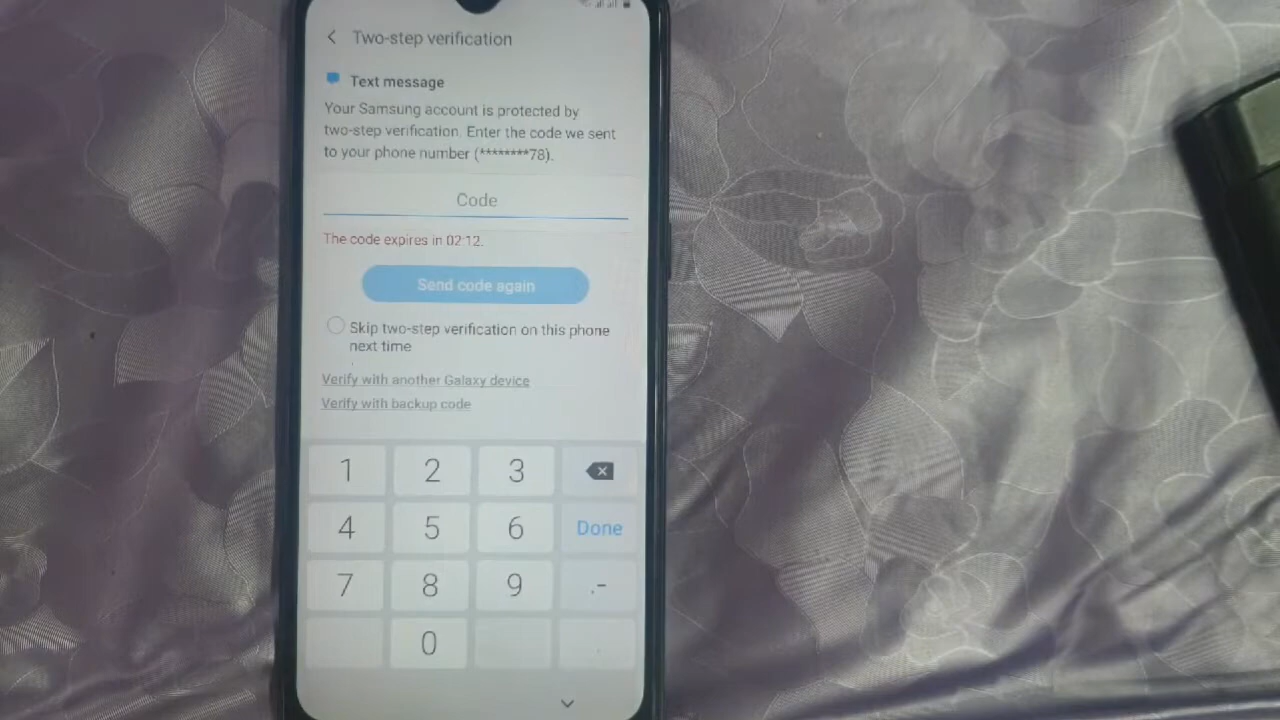 Two-step verification
Text message
Your Samsung account is protected by
two-step verification. Enter the code we sent
to your phone number (********78).
Code
The code expires in 02:12.
Send code again
Skip two-step verification on this phone
next time
Verify with another Galaxy device
Verify with backup code
1 2 3
4 5 6 Done
7 8 9 .-
0